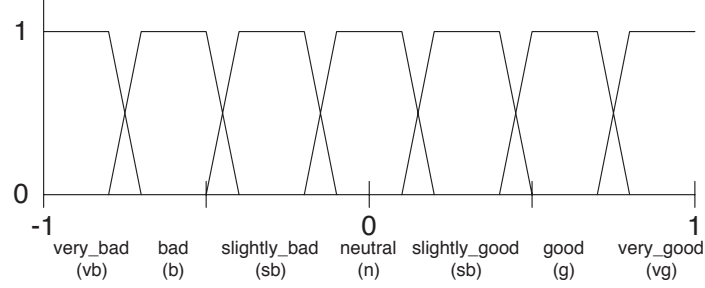 1
0
-1 0 1
very_bad bad slightly_bad neutral slightly_good good very_good
(vb) (b) (sb) (n) (sb) (g) (vg)